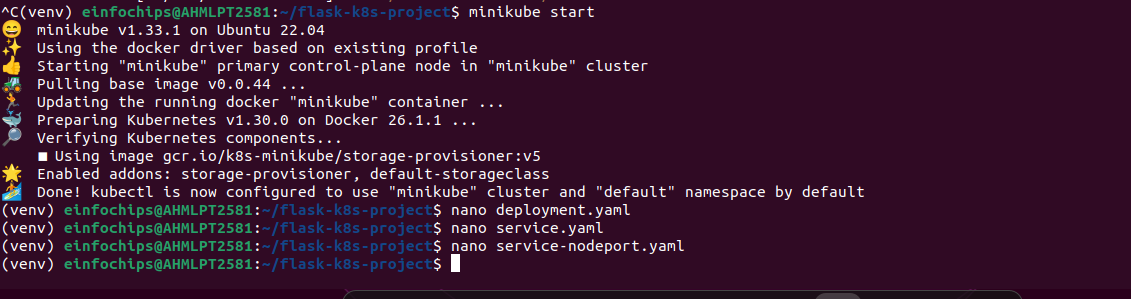 ^C(venv) einfochips@AHMLPT2581:~/flask-k8s-project$ minikube start
😄 minikube v1.33.1 on Ubuntu 22.04
✨ Using the docker driver based on existing profile
👍 Starting "minikube" primary control-plane node in "minikube" cluster
🚜 Pulling base image v0.0.44 ...
🏃 Updating the running docker "minikube" container ...
🐳 Preparing Kubernetes v1.30.0 on Docker 26.1.1 ...
🔎 Verifying Kubernetes components...
■ Using image gcr.io/k8s-minikube/storage-provisioner:v5
🌟 Enabled addons: storage-provisioner, default-storageclass
🏄 Done! kubectl is now configured to use "minikube" cluster and "default" namespace by default
(venv) einfochips@AHMLPT2581:~/flask-k8s-project$ nano deployment.yaml
(venv) einfochips@AHMLPT2581:~/flask-k8s-project$ nano service.yaml
(venv) einfochips@AHMLPT2581:~/flask-k8s-project$ nano service-nodeport.yaml
(venv) einfochips@AHMLPT2581:~/flask-k8s-project$